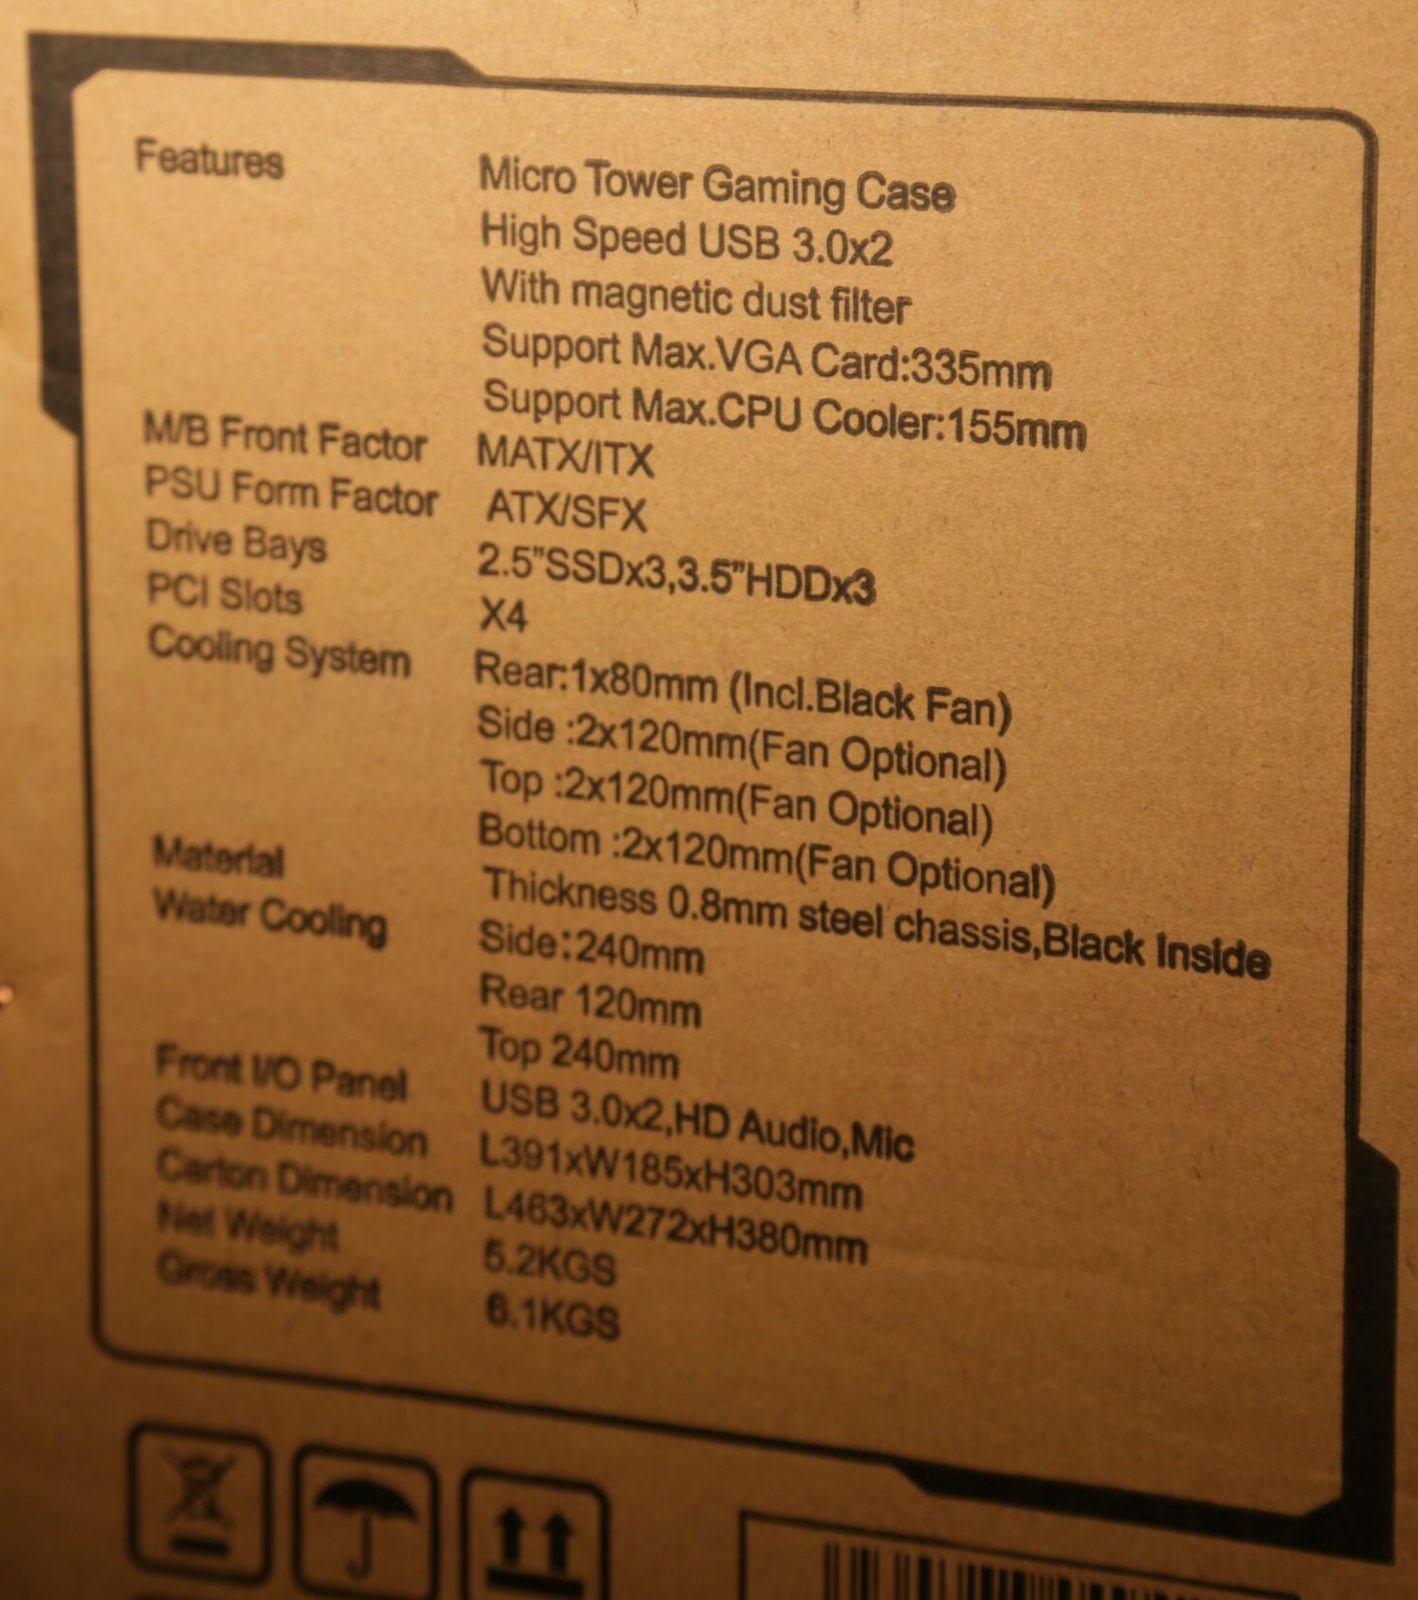 Features Micro Tower Gaming Case
High Speed USB 3.0x2
With magnetic dust filter
Support Max.VGA Card:335mm
Support Max.CPU Cooler:155mm
M/B Front Factor MATX/ITX
PSU Form Factor ATX/SFX
Drive Bays 2.5”SSDx3,3.5”HDDx3
PCI Slots X4
Cooling System Rear:1x80mm (Incl.Black Fan)
Side :2x120mm(Fan Optional)
Top :2x120mm(Fan Optional)
Bottom :2x120mm(Fan Optional)
Material Thickness 0.8mm steel chassis,Black Inside
Water Cooling Side:240mm
Rear 120mm
Top 240mm
Front I/O Panel USB 3.0x2,HD Audio,Mic
Case Dimension L391xW185xH303mm
Carton Dimension L463xW272xH380mm
Net Weight 5.2KGS
Gross Weight 6.1KGS